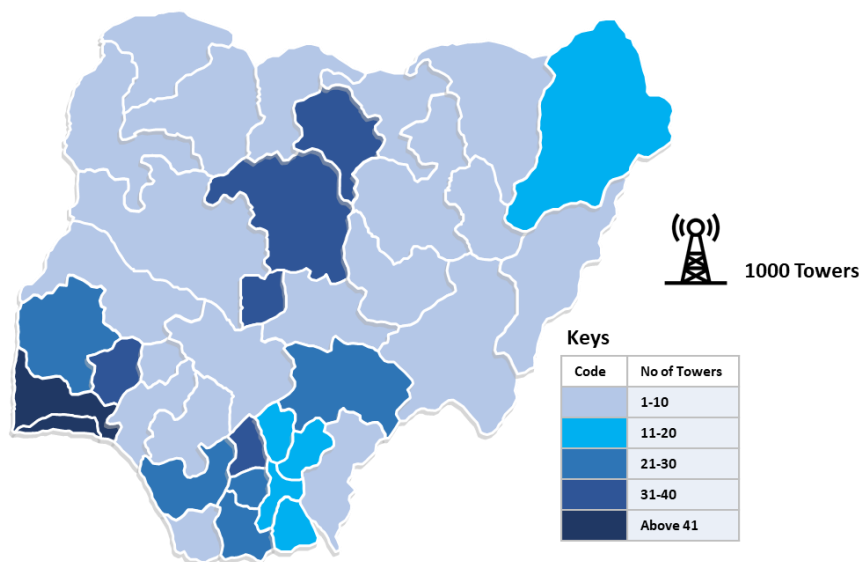 1000 Towers
Keys
Code No of Towers
1-10
11-20
21-30
31-40
Above 41